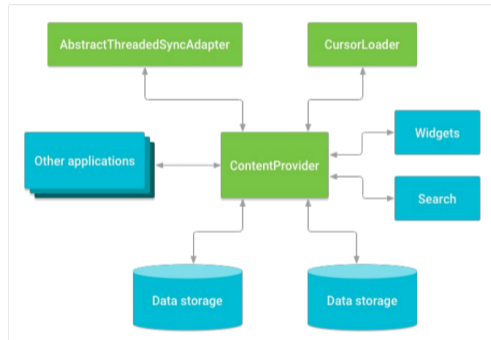 AbstractThreadedSyncAdapter
CursorLoader
Other applications
ContentProvider
Widgets
Search
Data storage
Data storage